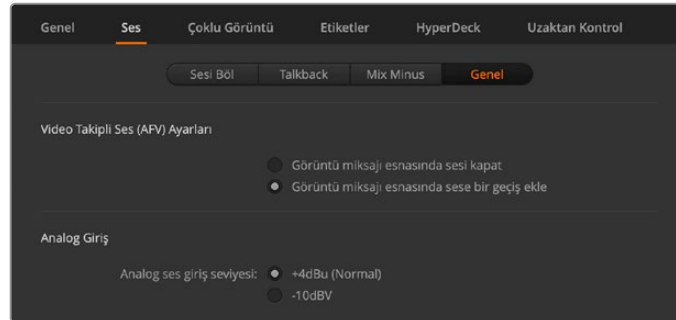 Genel Ses Çoklu Görüntü Etiketler HyperDeck Uzaktan Kontrol
Sesi Böl Talkback Mix Minus Genel
Video Takipli Ses (AFV) Ayarları
Görüntü miksajı esnasında sesi kapat
Görüntü miksajı esnasında sese bir geçiş ekle
Analog Giriş
Analog ses giriş seviyesi: +4dBu (Normal)
-10dBV